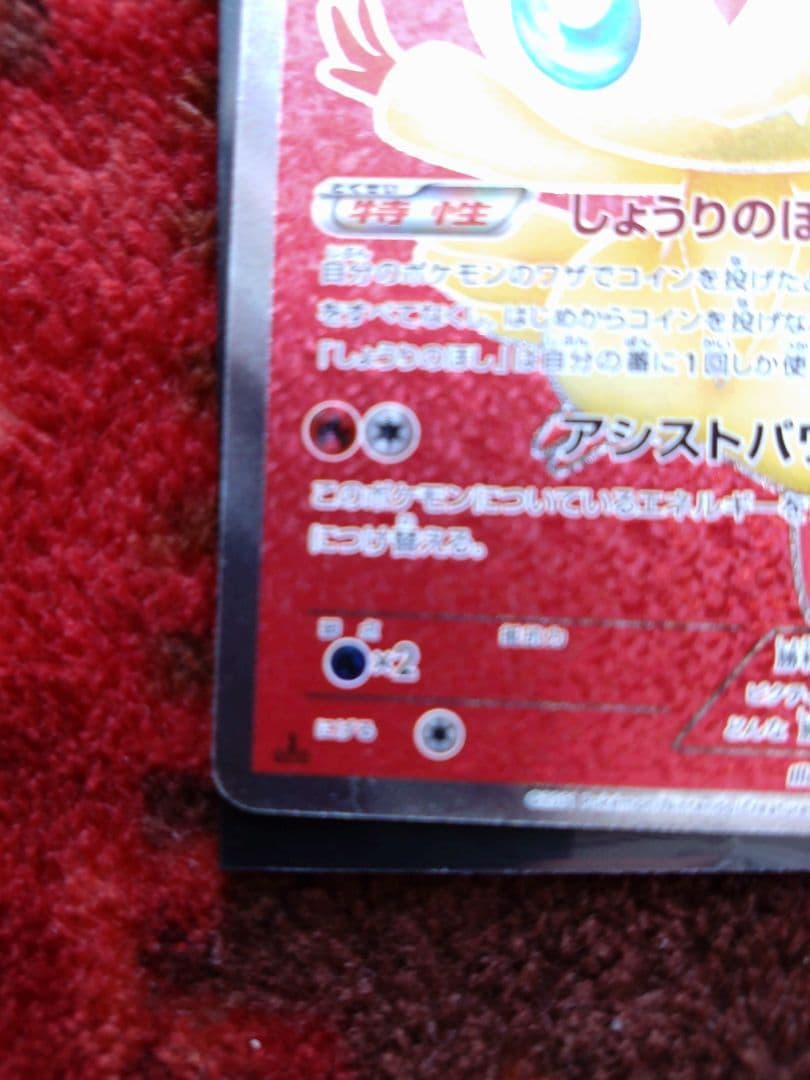 とくせい
特性 しょうりのほ
自分のポケモンのワザでコインを投げた
をすべてなくし、はじめからコインを投げな
「しょうりのほし」は自分の番に1回しか使
アシストパワ
このポケモンについているエネルギーを
につけ替える。
弱点 抵抗力
×2
にげる